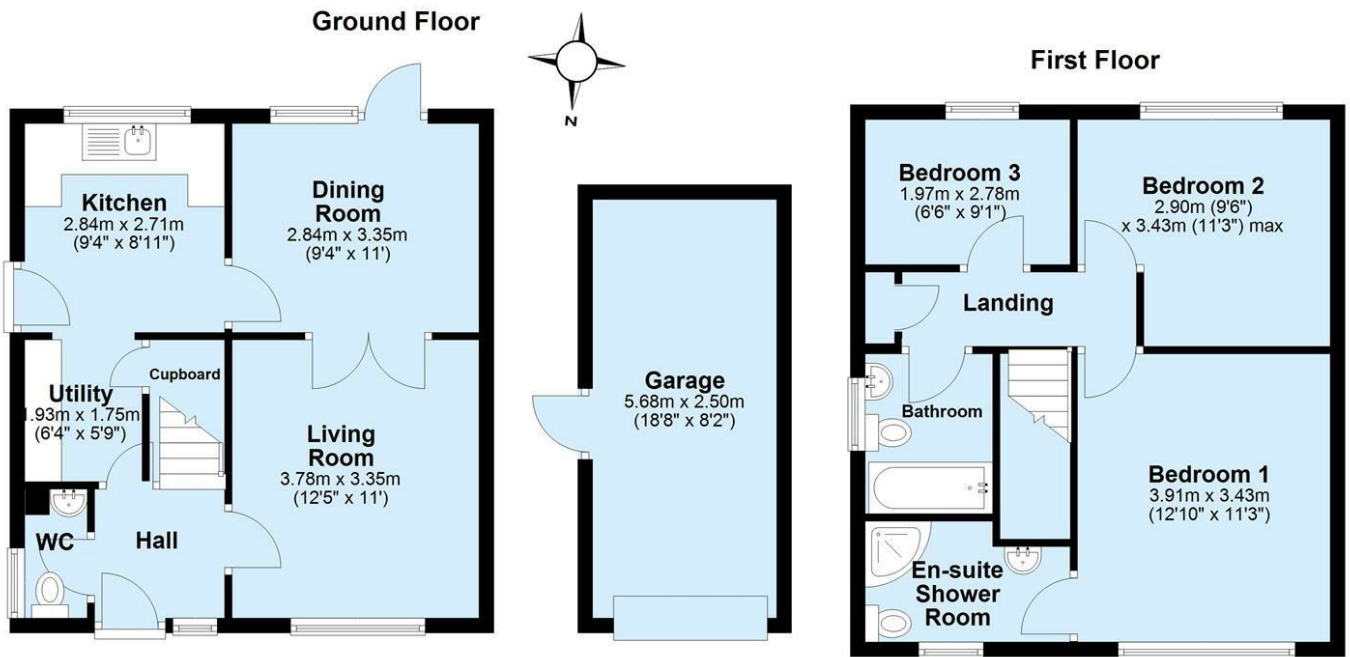 Ground Floor
N
Kitchen
2.84m x 2.71m
(9'4" x 8'11")
Dining
Room
2.84m x 3.35m
(9'4" x 11')
Utility
1.93m x 1.75m
(6'4" x 5'9")
Cupboard
Living
Room
3.78m x 3.35m
(12'5" x 11')
WC
Hall
Garage
5.68m x 2.50m
(18'8" x 8'2")
First Floor
Bedroom 3
1.97m x 2.78m
(6'6" x 9'1")
Bedroom 2
2.90m (9'6")
x 3.43m (11'3") max
Landing
Bathroom
Bedroom 1
3.91m x 3.43m
(12'10" x 11'3")
En-suite
Shower
Room